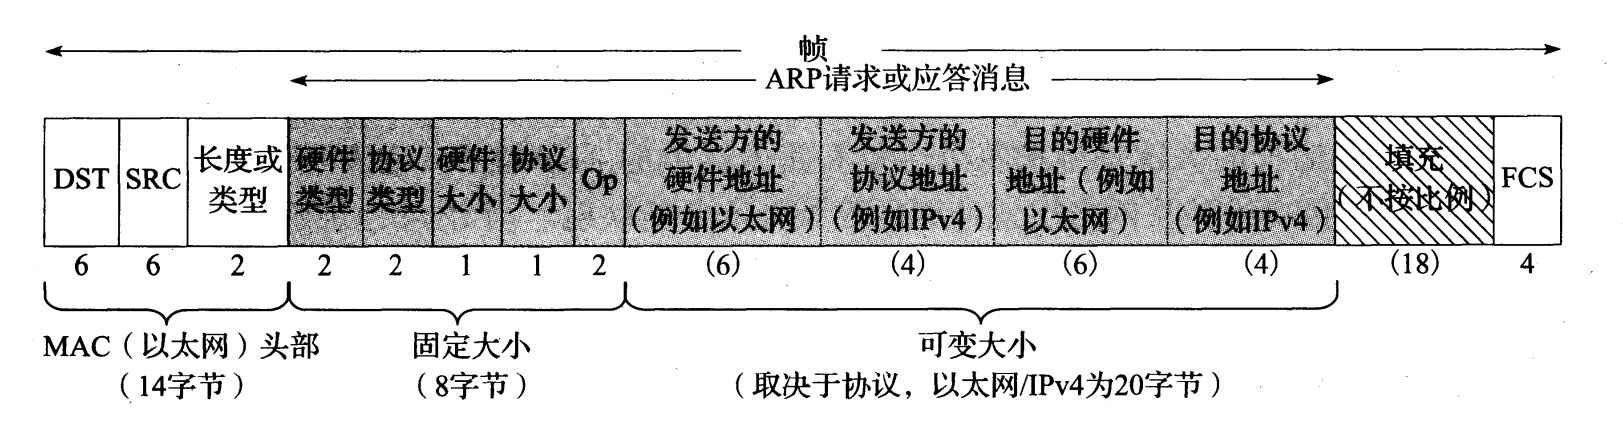 帧
ARP请求或应答消息
DST
SRC
长度或
类型
硬件
类型
协议
类型
硬件
大小
协议
大小
Op
发送方的
硬件地址
（例如以太网）
发送方的
协议地址
（例如IPv4）
目的硬件
地址（例如
以太网）
目的协议
地址
（例如IPv4）
填充
（不按比例）
FCS
6 6 2 2 2 1 1 2 (6) (4) (6) (4) (18) 4
MAC（以太网）头部
（14字节）
固定大小
（8字节）
可变大小
（取决于协议，以太网/IPv4为20字节）